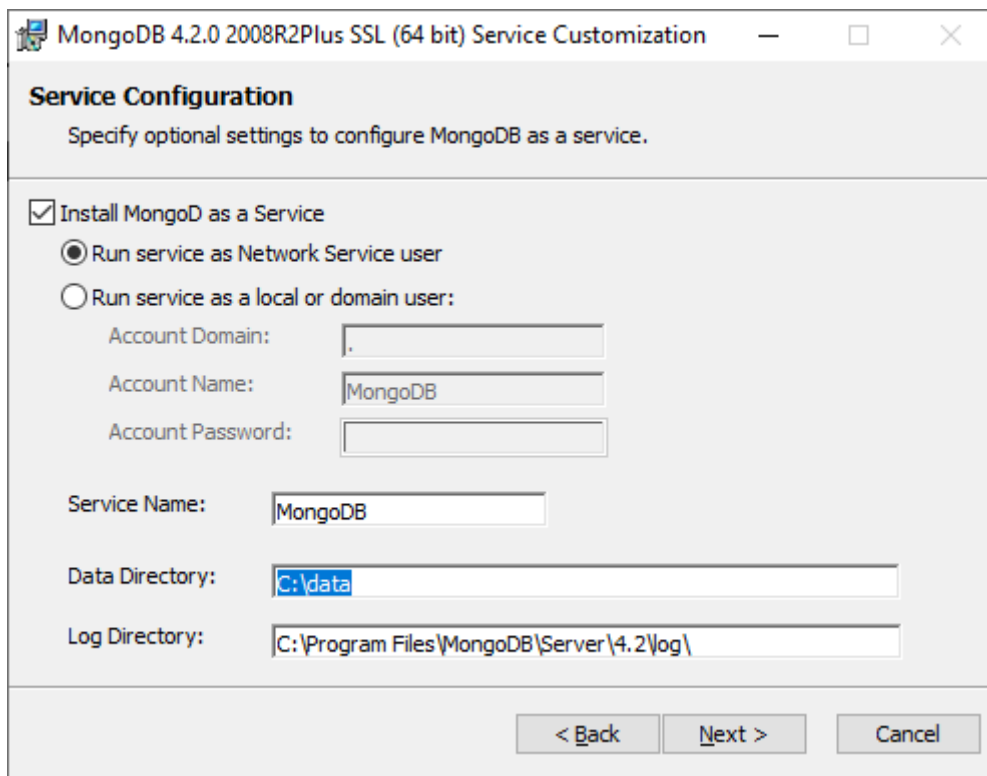 MongoDB 4.2.0 2008R2Plus SSL (64 bit) Service Customization
Service Configuration
Specify optional settings to configure MongoDB as a service.
Install MongoD as a Service
Run service as Network Service user
Run service as a local or domain user:
Account Domain: .
Account Name: MongoDB
Account Password:
Service Name: MongoDB
Data Directory: C:\data
Log Directory: C:\Program Files\MongoDB\Server\4.2\log\
< Back Next > Cancel